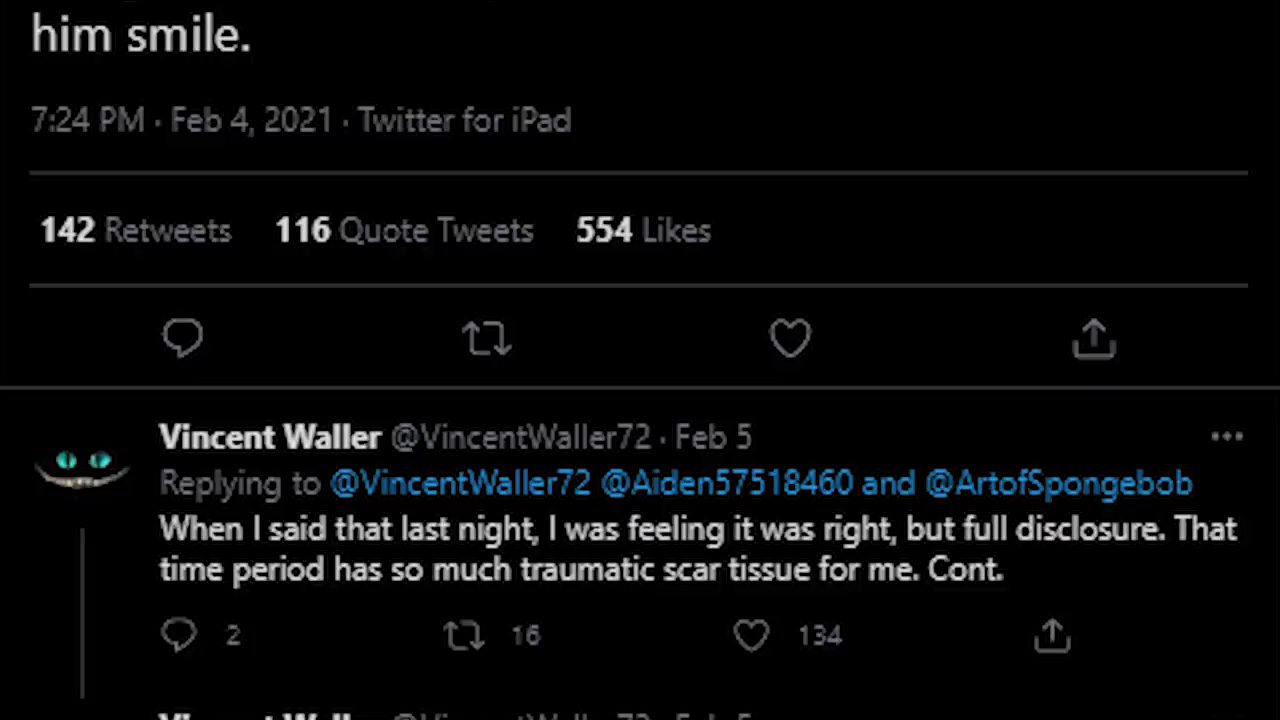 him smile.
7:24 PM · Feb 4, 2021 · Twitter for iPad
142 Retweets 116 Quote Tweets 554 Likes
Vincent Waller @VincentWaller72 · Feb 5
Replying to @VincentWaller72 @Aiden57518460 and @ArtofSpongebob
When I said that last night, I was feeling it was right, but full disclosure. That
time period has so much traumatic scar tissue for me. Cont.
2 16 134